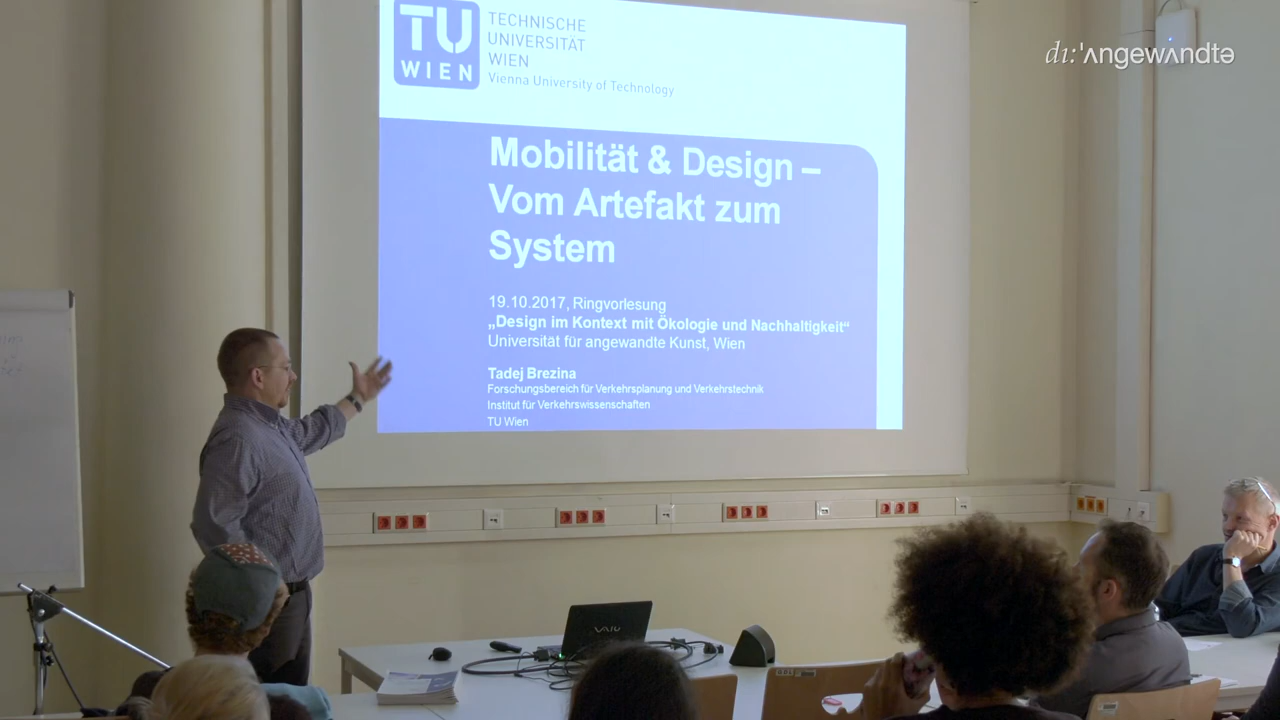 TU
WIEN
TECHNISCHE
UNIVERSITÄT
WIEN
Vienna University of Technology
dı:'ʌngewʌndtə
Mobilität & Design –
Vom Artefakt zum
System
19.10.2017, Ringvorlesung
„Design im Kontext mit Ökologie und Nachhaltigkeit“
Universität für angewandte Kunst, Wien
Tadej Brezina
Forschungsbereich für Verkehrsplanung und Verkehrstechnik
Institut für Verkehrswissenschaften
TU Wien
VAIO